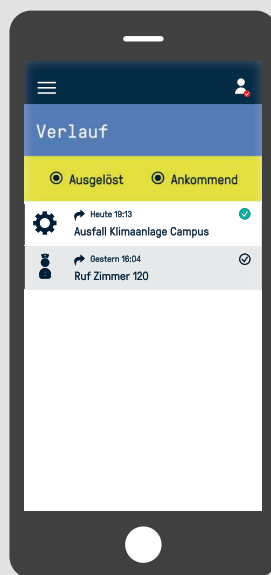 Verlauf
Ausgelöst Ankommend
Heute 19:13
Ausfall Klimaanlage Campus
Gestern 16:04
Ruf Zimmer 120